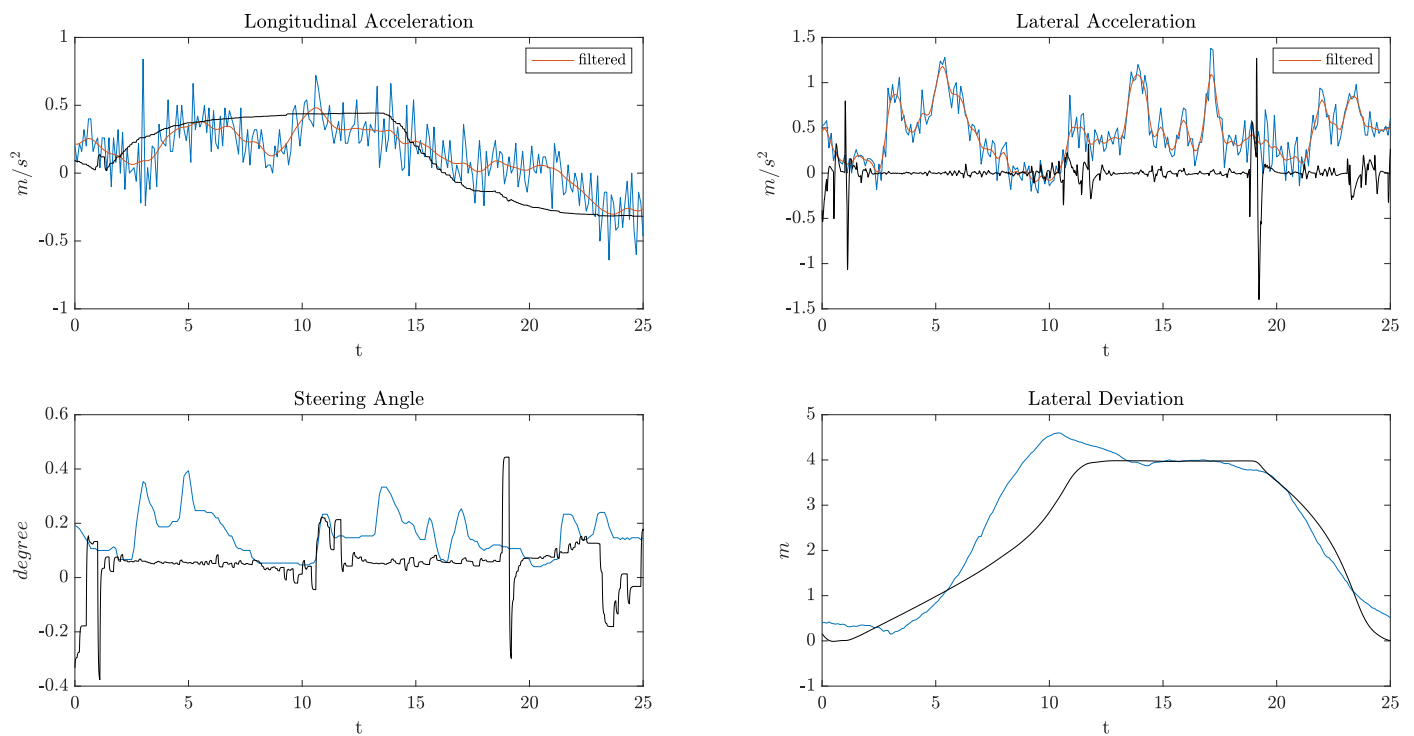 Longitudinal Acceleration
1
0.5
0
-0.5
-1
m/s²
filtered
0 5 10 15 20 25
t
Lateral Acceleration
1.5
1
0.5
0
-0.5
-1
-1.5
m/s²
filtered
0 5 10 15 20 25
t
Steering Angle
0.6
0.4
0.2
0
-0.2
-0.4
degree
0 5 10 15 20 25
t
Lateral Deviation
5
4
3
2
1
0
-1
m
0 5 10 15 20 25
t